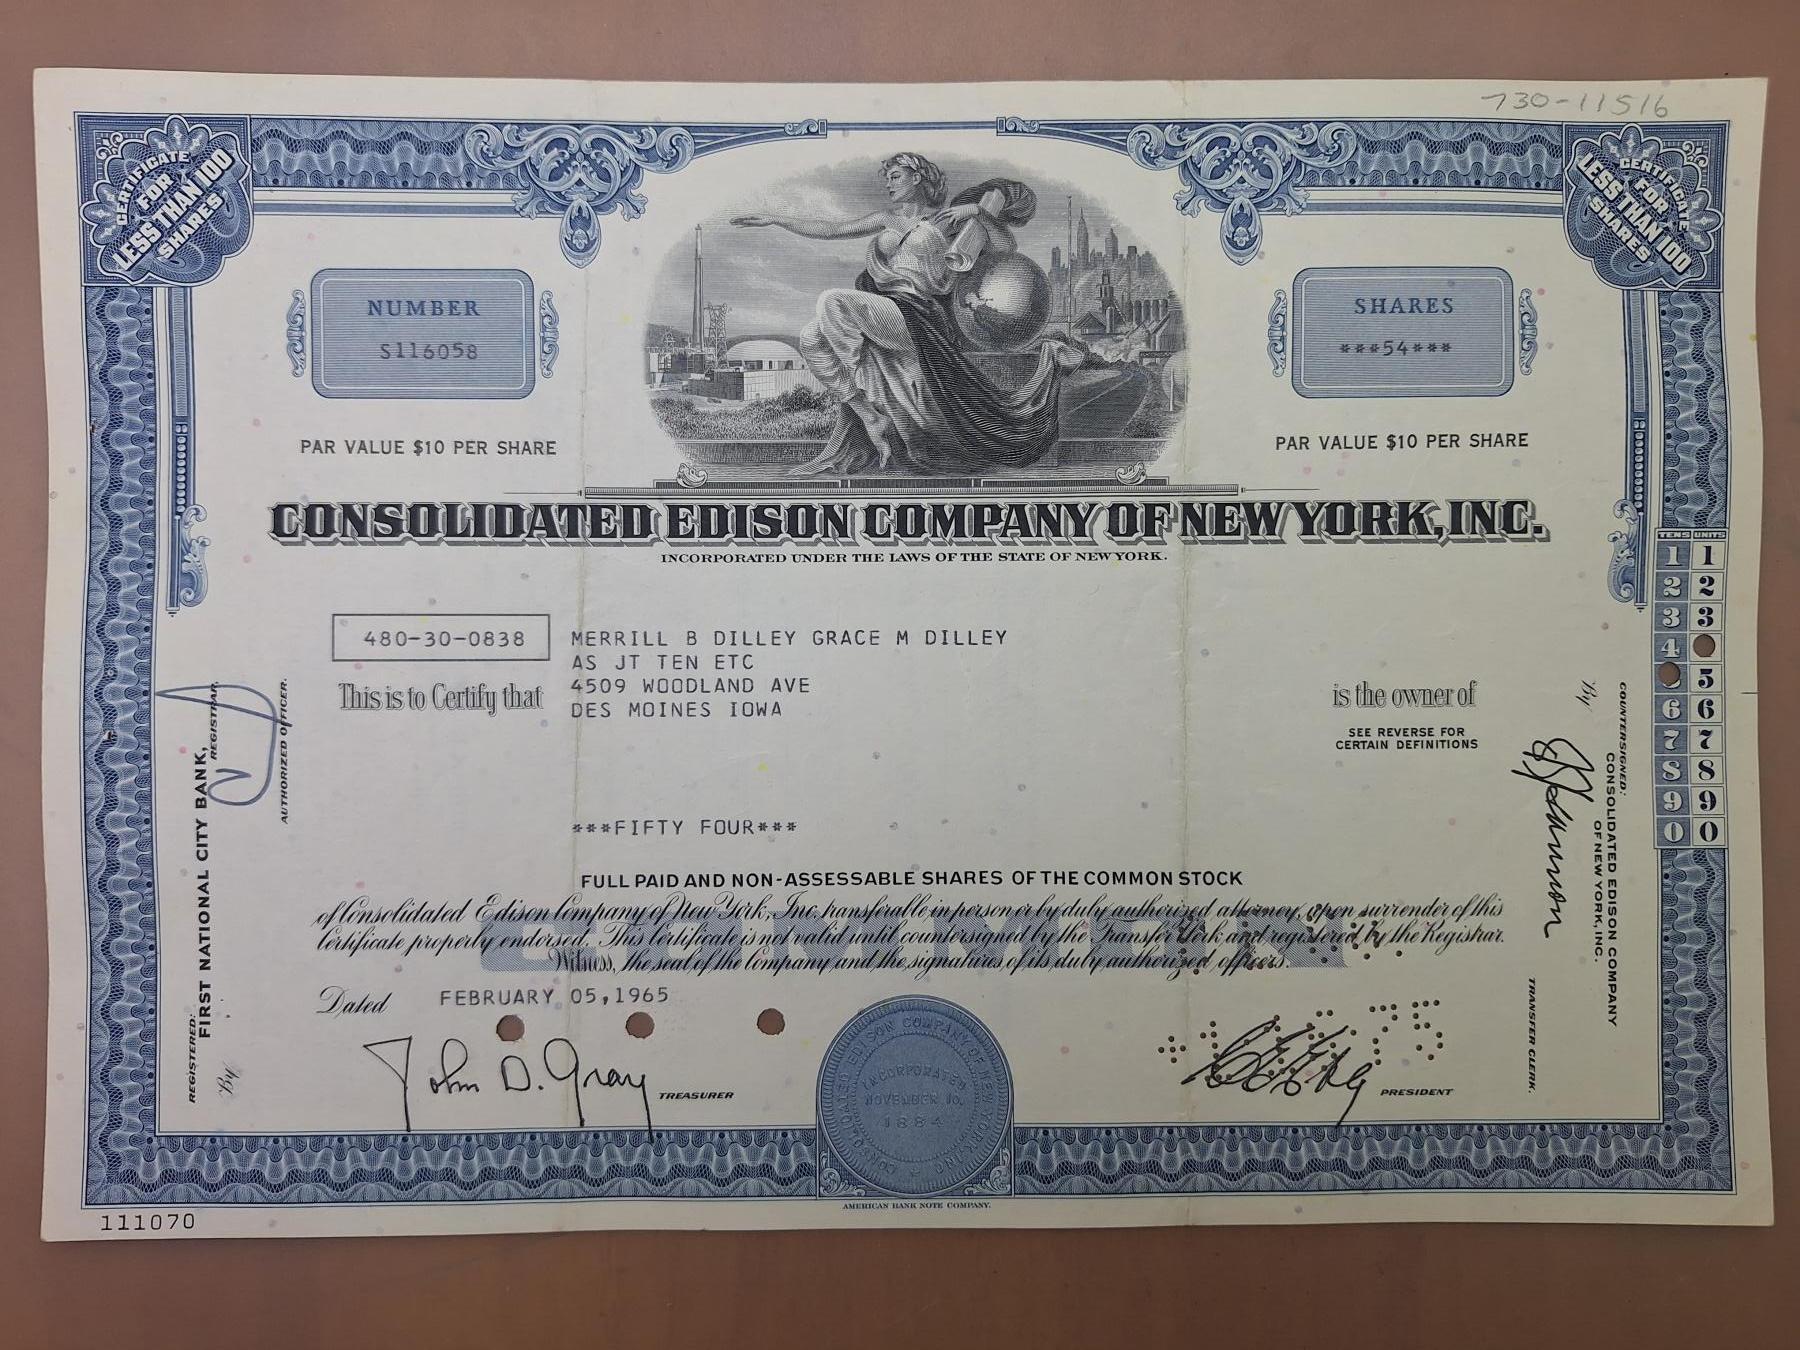 730-11516
CERTIFICATE
FOR
LESS THAN 100
SHARES
CERTIFICATE
FOR
LESS THAN 100
SHARES
NUMBER
S116058
SHARES
***54***
PAR VALUE $10 PER SHARE
PAR VALUE $10 PER SHARE
CONSOLIDATED EDISON COMPANY OF NEW YORK, INC.
INCORPORATED UNDER THE LAWS OF THE STATE OF NEW YORK.
TENS UNITS
1 1
2 2
3 3
4
5
6 6
7 7
8 8
9 9
0 0
480-30-0838
MERRILL B DILLEY GRACE M DILLEY
AS JT TEN ETC
This is to Certify that
4509 WOODLAND AVE
DES MOINES IOWA
is the owner of
SEE REVERSE FOR
CERTAIN DEFINITIONS
***FIFTY FOUR***
FULL PAID AND NON-ASSESSABLE SHARES OF THE COMMON STOCK
of Consolidated Edison Company of New York, Inc. transferable in person or by duly authorized attorney, upon surrender of this
Certificate properly endorsed. This Certificate is not valid until countersigned by the Transfer Clerk and registered by the Registrar.
Witness, the seal of the Company and the signatures of its duly authorized officers.
Dated FEBRUARY 05,1965
John D. Gray
TREASURER
PRESIDENT
CONSOLIDATED EDISON COMPANY OF NEW YORK INC.
INCORPORATED
NOVEMBER 10,
1884
REGISTERED:
FIRST NATIONAL CITY BANK,
REGISTRAR,
By
AUTHORIZED OFFICER.
COUNTERSIGNED:
CONSOLIDATED EDISON COMPANY
OF NEW YORK, INC.
By
TRANSFER CLERK.
AMERICAN BANK NOTE COMPANY.
111070